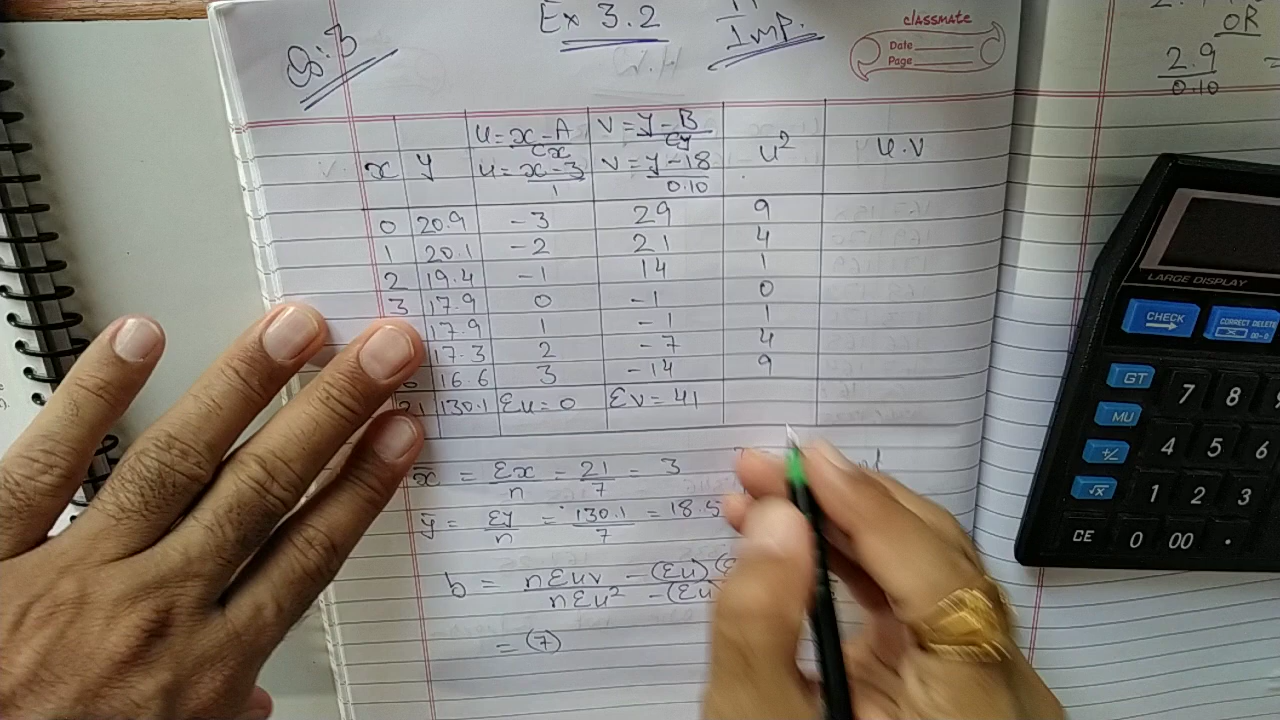 Ex 3.2
Imp.
Q.3
classmate
Date
Page
OR
2.9
0.10
u = x - A / cx
v = y - B / cy
x y u = x - 3 / 1 v = y - 18 / 0.10 u² u.v
0 20.9 -3 29 9
1 20.1 -2 21 4
2 19.4 -1 14 1
3 17.9 0 -1 0
17.9 1 -1 1
17.3 2 -7 4
16.6 3 -14 9
21 130.1 Σu = 0 Σv = 41
x̄ = Σx / n = 21 / 7 = 3
ȳ = Σy / n = 130.1 / 7 = 18.5
b = nΣuv - (Σu)( / nΣu² - (Σu
= (7)
LARGE DISPLAY
CHECK CORRECT DELETE
GT 7 8
MU 4 5 6
+/- 1 2 3
√x
CE 0 00 .